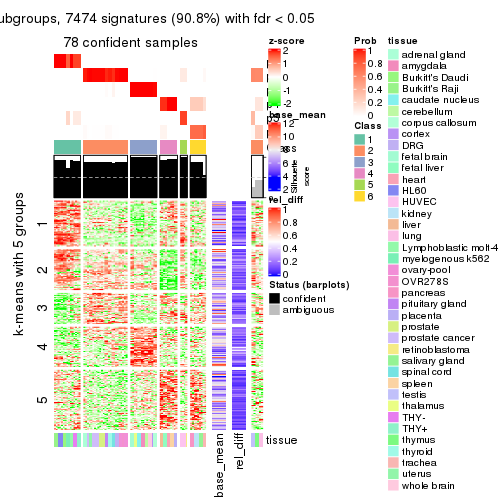 ubgroups, 7474 signatures (90.8%) with fdr < 0.05
78 confident samples
k-means with 5 groups
1
2
3
4
5
base_mean
rel_diff
tissue
Silhouette
score
z-score
2
1
0
-1
-2
base_mean
12
10
8
6
4
2
rel_diff
1
0.8
0.6
0.4
0.2
0
Status (barplots)
confident
ambiguous
Prob
1
0.8
0.6
0.4
0.2
0
Class
1
2
3
4
5
6
tissue
adrenal gland
amygdala
Burkitt's Daudi
Burkitt's Raji
caudate nucleus
cerebellum
corpus callosum
cortex
DRG
fetal brain
fetal liver
heart
HL60
HUVEC
kidney
liver
lung
Lymphoblastic molt-4
myelogenous k562
ovary-pool
OVR278S
pancreas
pituitary gland
placenta
prostate
prostate cancer
retinoblastoma
salivary gland
spinal cord
spleen
testis
thalamus
THY-
THY+
thymus
thyroid
trachea
uterus
whole brain